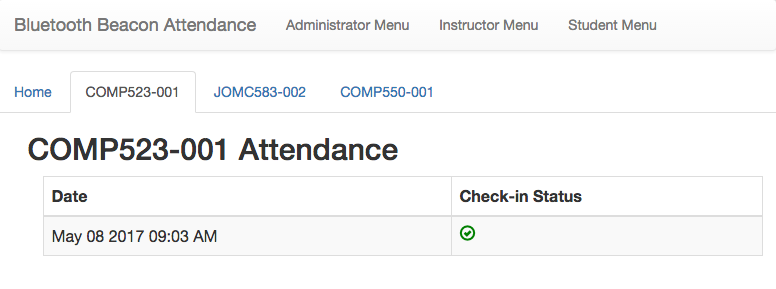 Bluetooth Beacon Attendance Administrator Menu Instructor Menu Student Menu
Home COMP523-001 JOMC583-002 COMP550-001
COMP523-001 Attendance
Date Check-in Status
May 08 2017 09:03 AM